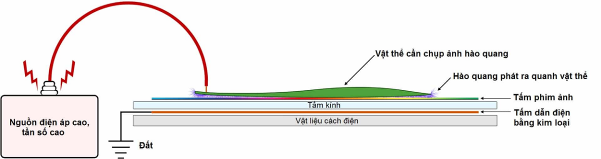 Vật thể cần chụp ảnh hào quang
Hào quang phát ra quanh vật thể
Tấm phim ảnh
Tấm kính
Tấm dẫn điện
bằng kim loại
Vật liệu cách điện
Nguồn điện áp cao,
tần số cao
Đất